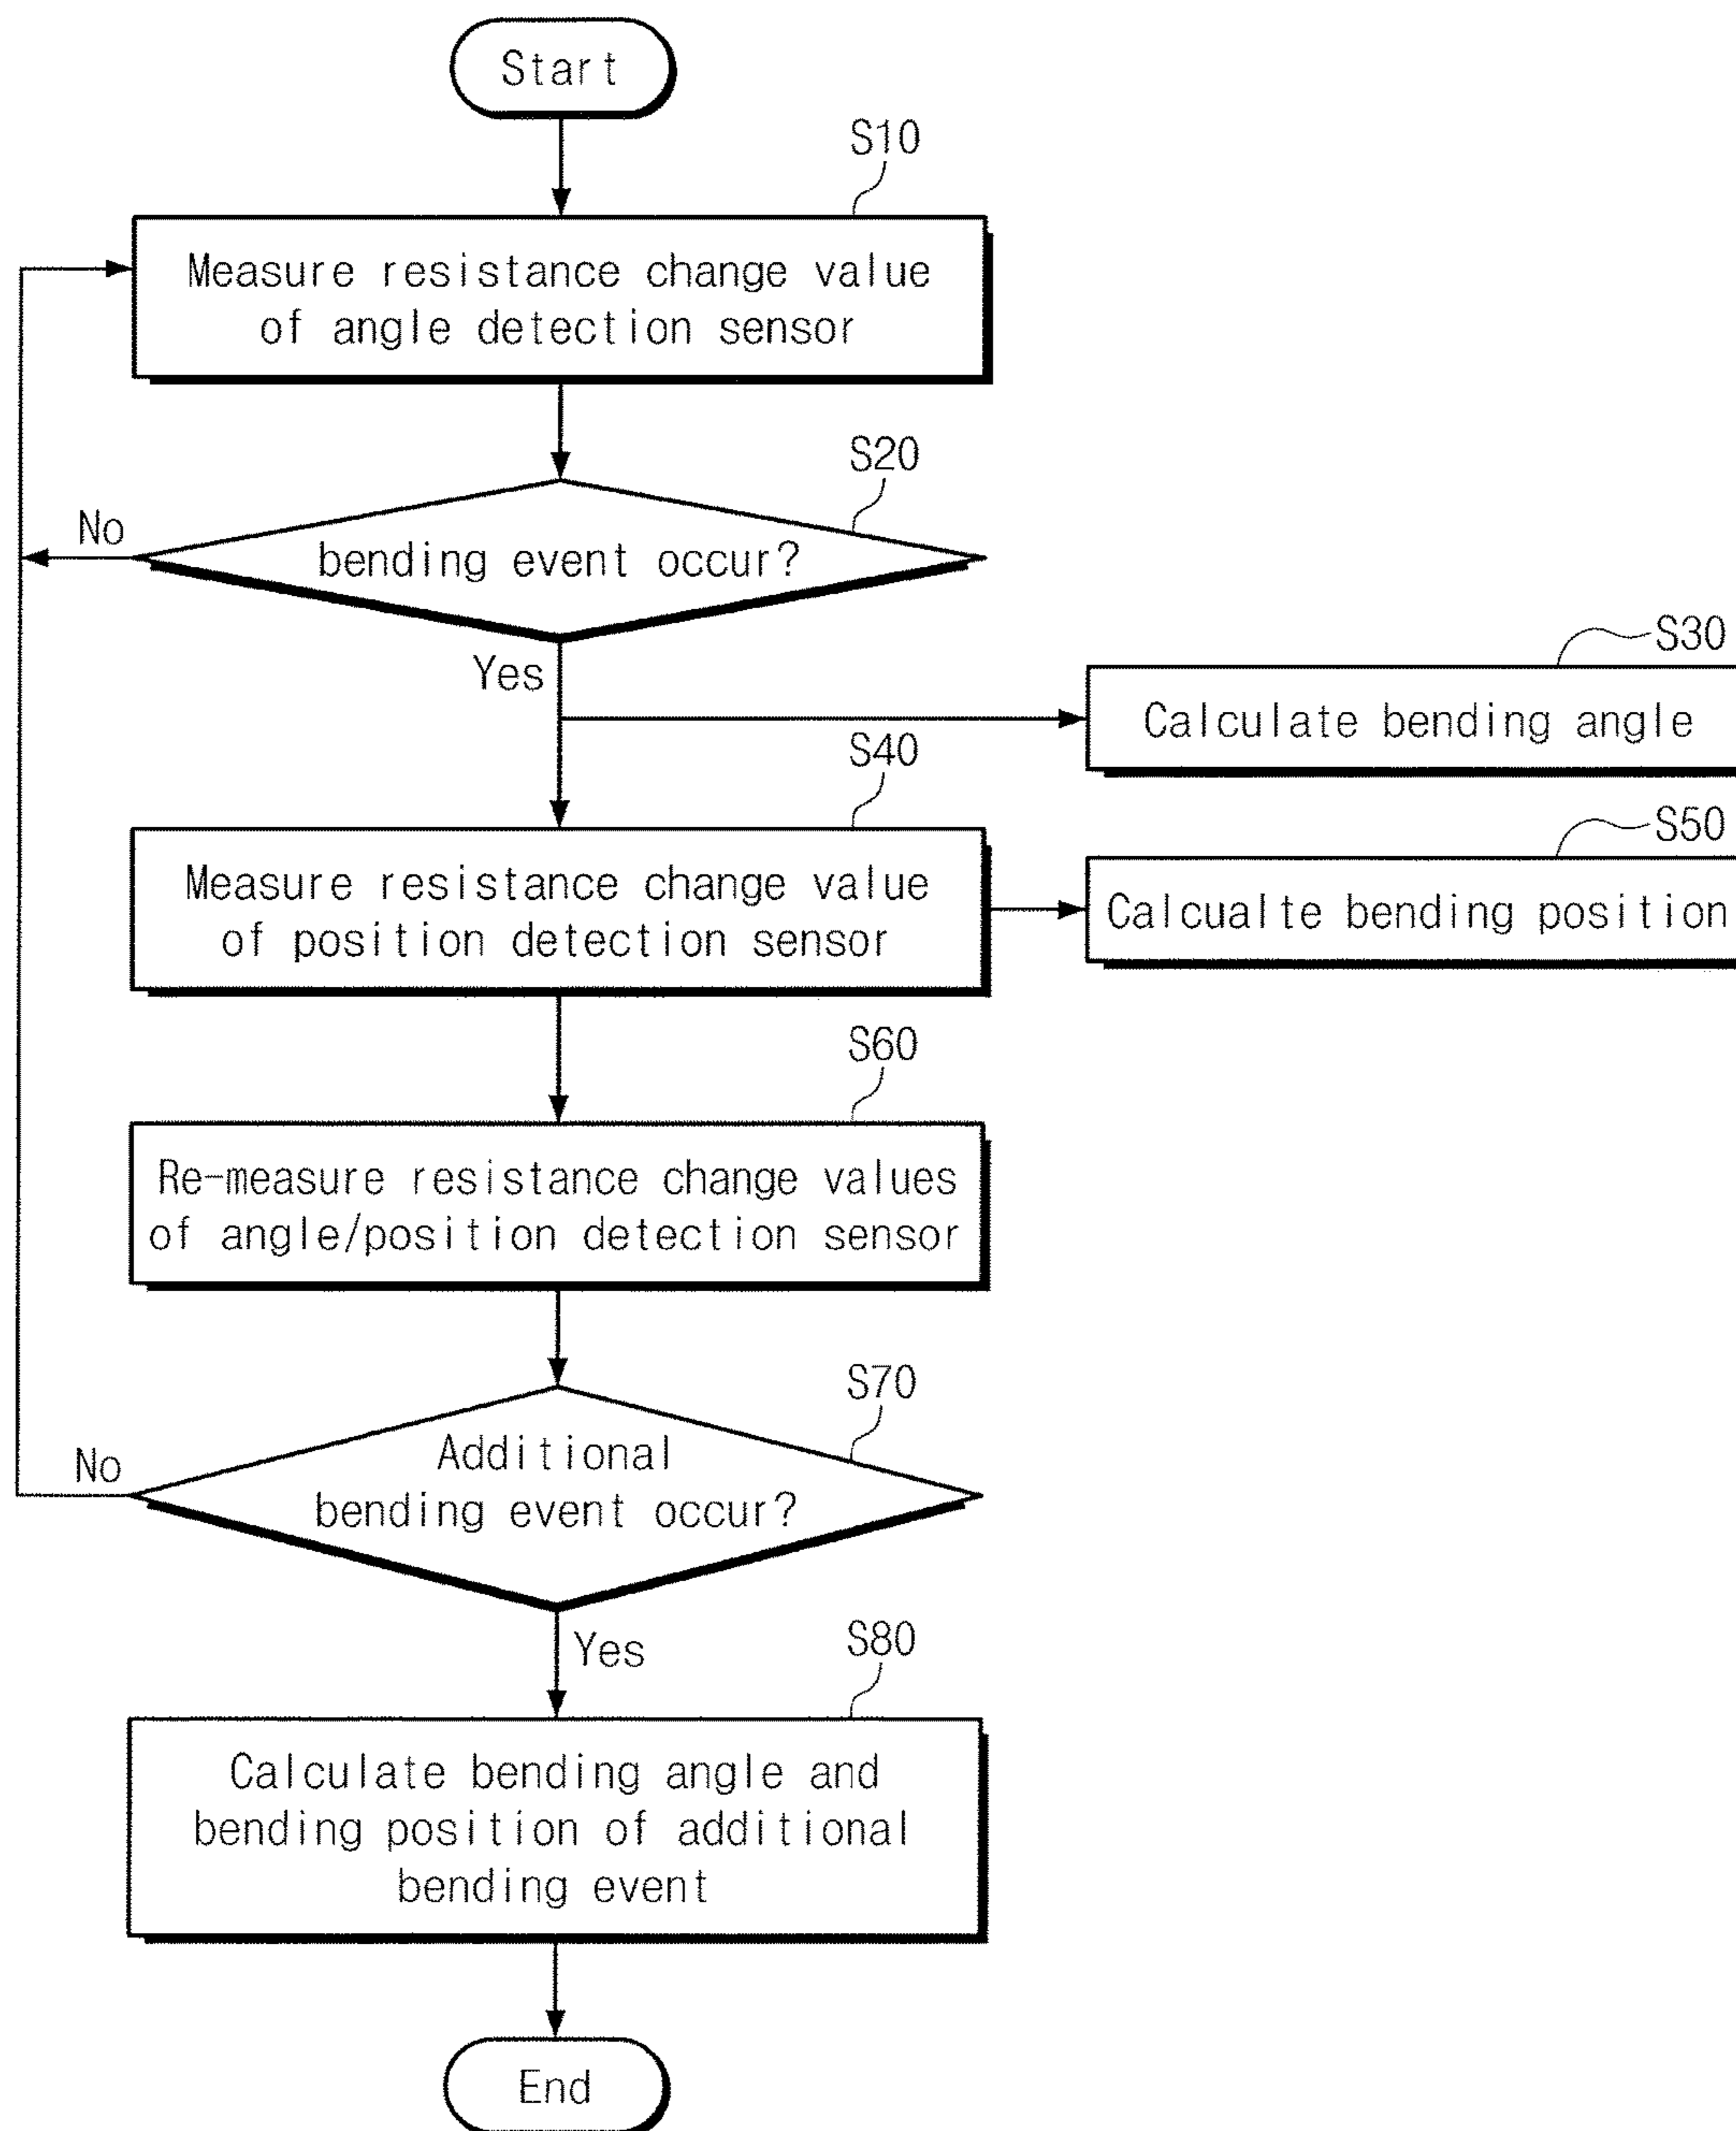 Start
S10
Measure resistance change value
of angle detection sensor
S20
No
bending event occur?
Yes
S30
Calculate bending angle
S40
Measure resistance change value
of position detection sensor
S50
Calcualte bending position
S60
Re-measure resistance change values
of angle/position detection sensor
S70
No
Additional
bending event occur?
Yes
S80
Calculate bending angle and
bending position of additional
bending event
End